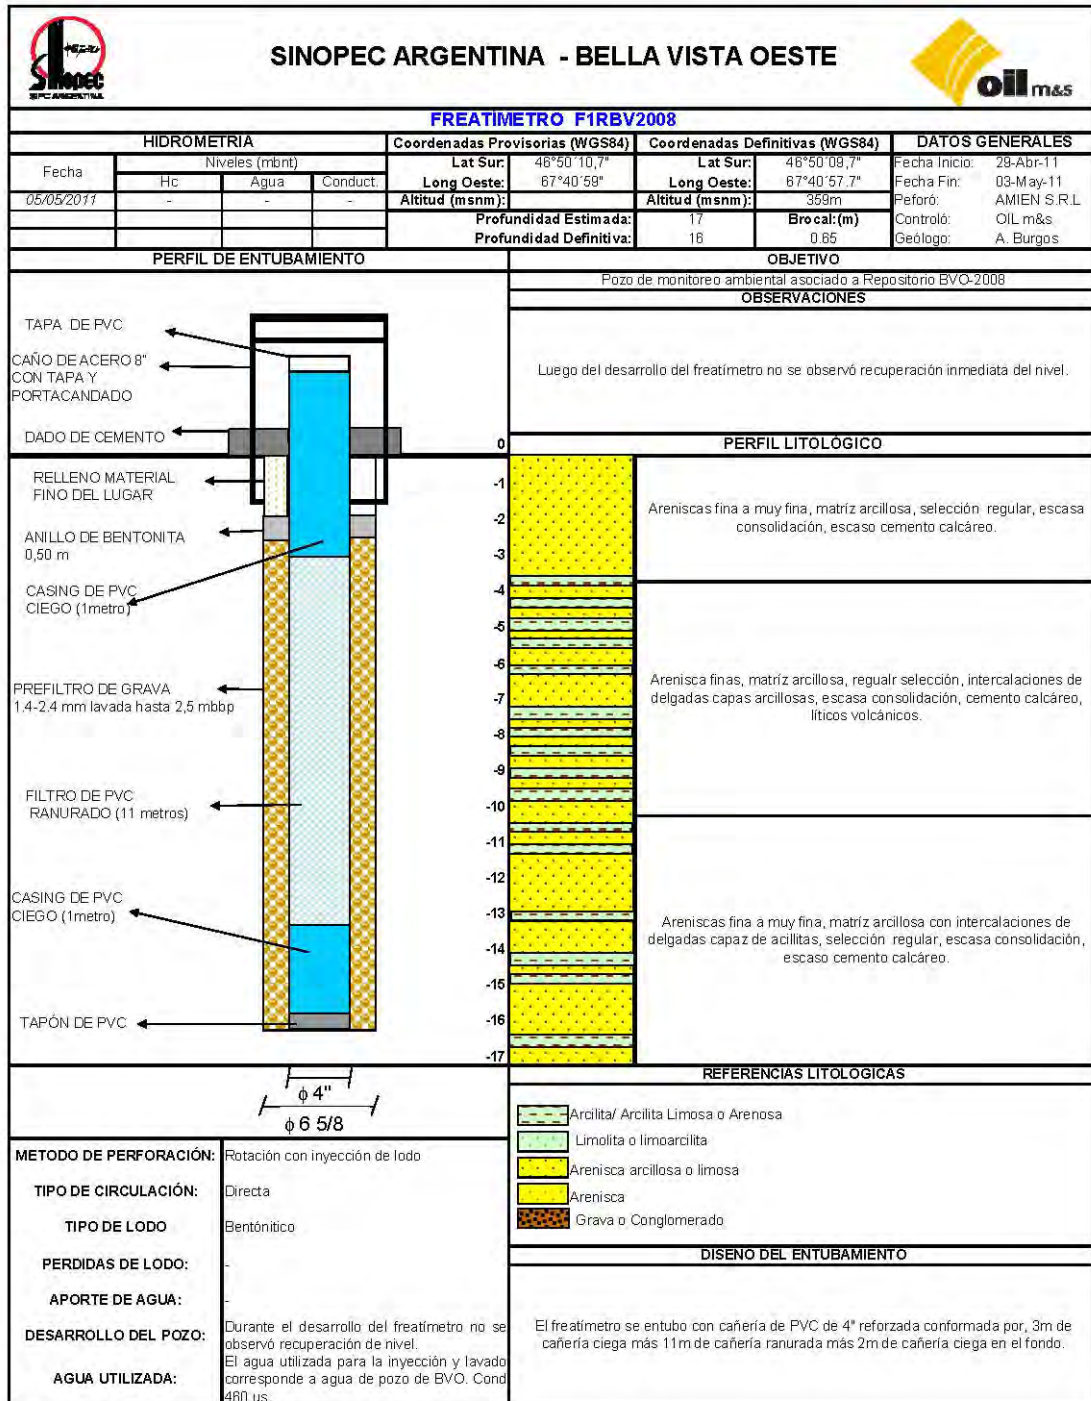 Sinopec
SIPC ARGENTINA
SINOPEC ARGENTINA - BELLA VISTA OESTE
oil m&s
FREATÍMETRO F1RBV2008
HIDROMETRIA
Coordenadas Provisorias (WGS84)
Coordenadas Definitivas (WGS84)
DATOS GENERALES
Fecha
Niveles (mbnt)
Hc
Agua
Conduct.
Lat Sur: 46°50´10,7"
Lat Sur: 46°50´09,7"
Fecha Inicio: 29-Abr-11
Long Oeste: 67°40´59"
Long Oeste: 67°40´57.7"
Fecha Fin: 03-May-11
05/05/2011 - - -
Altitud (msnm):
Altitud (msnm): 359m
Peforó: AMIEN S.R.L
Profundidad Estimada: 17
Brocal:(m)
Controló: OIL m&s
Profundidad Definitiva: 16
0.65
Geólogo: A. Burgos
PERFIL DE ENTUBAMIENTO
OBJETIVO
Pozo de monitoreo ambiental asociado a Repositorio BVO-2008
OBSERVACIONES
Luego del desarrollo del freatímetro no se observó recuperación inmediata del nivel.
TAPA DE PVC
CAÑO DE ACERO 8"
CON TAPA Y
PORTACANDADO
DADO DE CEMENTO
RELLENO MATERIAL
FINO DEL LUGAR
ANILLO DE BENTONITA
0,50 m
CASING DE PVC
CIEGO (1metro)
PREFILTRO DE GRAVA
1.4-2.4 mm lavada hasta 2,5 mbbp
FILTRO DE PVC
RANURADO (11 metros)
CASING DE PVC
CIEGO (1metro)
TAPÓN DE PVC
0
-1
-2
-3
-4
-5
-6
-7
-8
-9
-10
-11
-12
-13
-14
-15
-16
-17
ϕ 4"
ϕ 6 5/8
PERFIL LITOLÓGICO
Areniscas fina a muy fina, matríz arcillosa, selección regular, escasa
consolidación, escaso cemento calcáreo.
Arenisca finas, matríz arcillosa, regualr selección, intercalaciones de
delgadas capas arcillosas, escasa consolidación, cemento calcáreo,
líticos volcánicos.
Areniscas fina a muy fina, matríz arcillosa con intercalaciones de
delgadas capaz de acillitas, selección regular, escasa consolidación,
escaso cemento calcáreo.
REFERENCIAS LITOLOGICAS
Arcilita/ Arcilita Limosa o Arenosa
Limolita o limoarcilita
Arenisca arcillosa o limosa
Arenisca
Grava o Conglomerado
METODO DE PERFORACIÓN: Rotación con inyección de lodo
TIPO DE CIRCULACIÓN: Directa
TIPO DE LODO Bentónitico
PERDIDAS DE LODO: -
APORTE DE AGUA: -
DESARROLLO DEL POZO: Durante el desarrollo del freatímetro no se
observó recuperación de nivel.
AGUA UTILIZADA: El agua utilizada para la inyección y lavado
corresponde a agua de pozo de BVO. Cond
460 us
DISENO DEL ENTUBAMIENTO
El freatímetro se entubo con cañería de PVC de 4" reforzada conformada por, 3m de
cañería ciega más 11m de cañería ranurada más 2m de cañería ciega en el fondo.